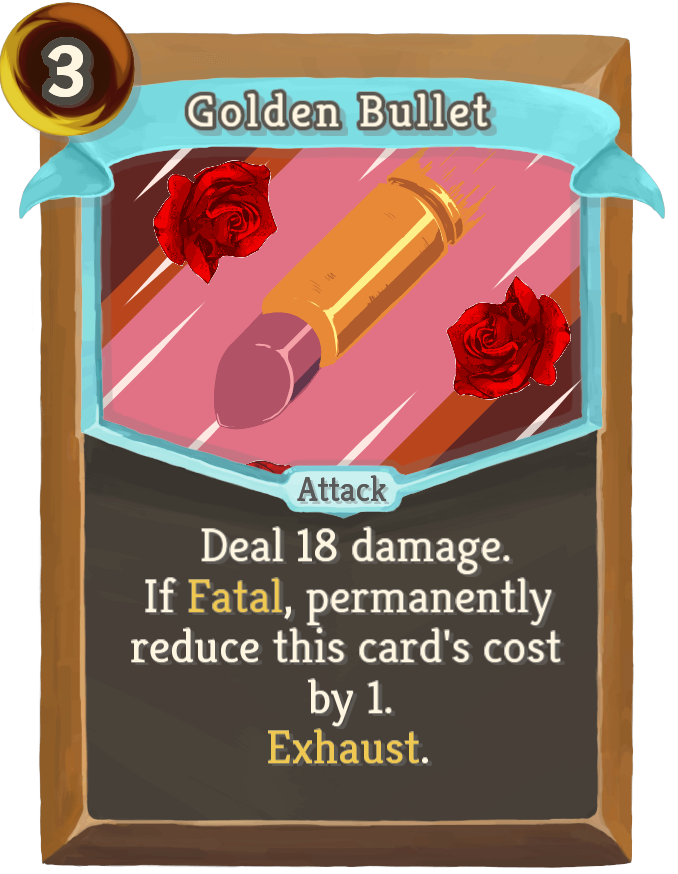 3
Golden Bullet
Attack
Deal 18 damage.
If Fatal, permanently
reduce this card's cost
by 1.
Exhaust.